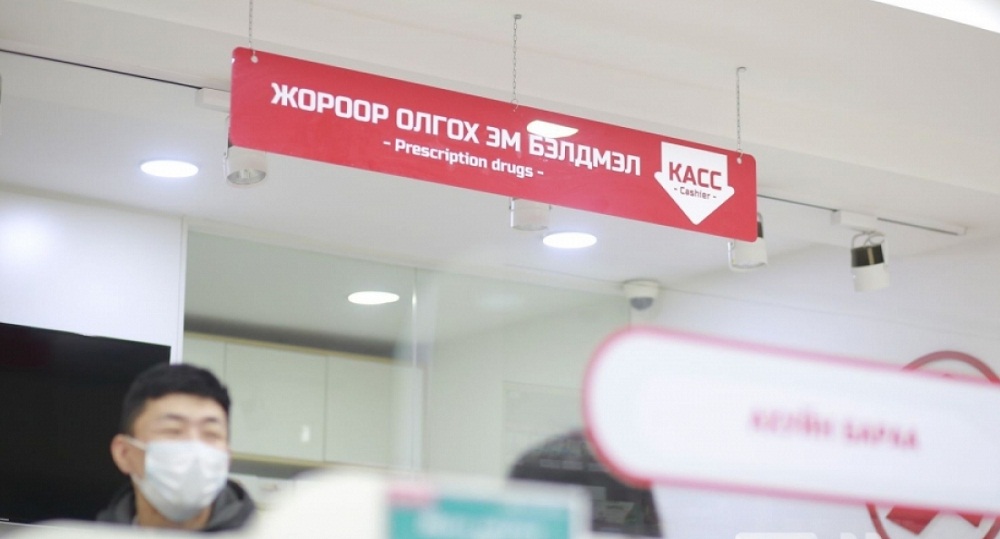 ЖОРООР ОЛГОХ ЭМ БЭЛДМЭЛ
- Prescription drugs -
КАСС
- Cashier -